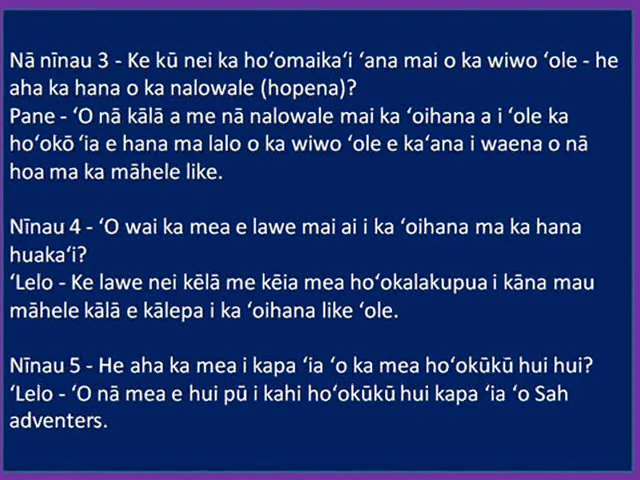 Nā nīnau 3 - Ke kū nei ka hoʻomaikaʻi ʻana mai o ka wiwo ʻole - he
aha ka hana o ka nalowale (hopena)?
Pane - ʻO nā kālā a me nā nalowale mai ka ʻoihana a i ʻole ka
hoʻokō ʻia e hana ma lalo o ka wiwo ʻole e kaʻana i waena o nā
hoa ma ka māhele like.
Nīnau 4 - ʻO wai ka mea e lawe mai ai i ka ʻoihana ma ka hana
huakaʻi?
ʻLelo - Ke lawe nei kēlā me kēia mea hoʻokalakupua i kāna mau
māhele kālā e kālepa i ka ʻoihana like ʻole.
Nīnau 5 - He aha ka mea i kapa ʻia ʻo ka mea hoʻokūkū hui hui?
ʻLelo - ʻO nā mea e hui pū i kahi hoʻokūkū hui kapa ʻia ʻo Sah
adventers.